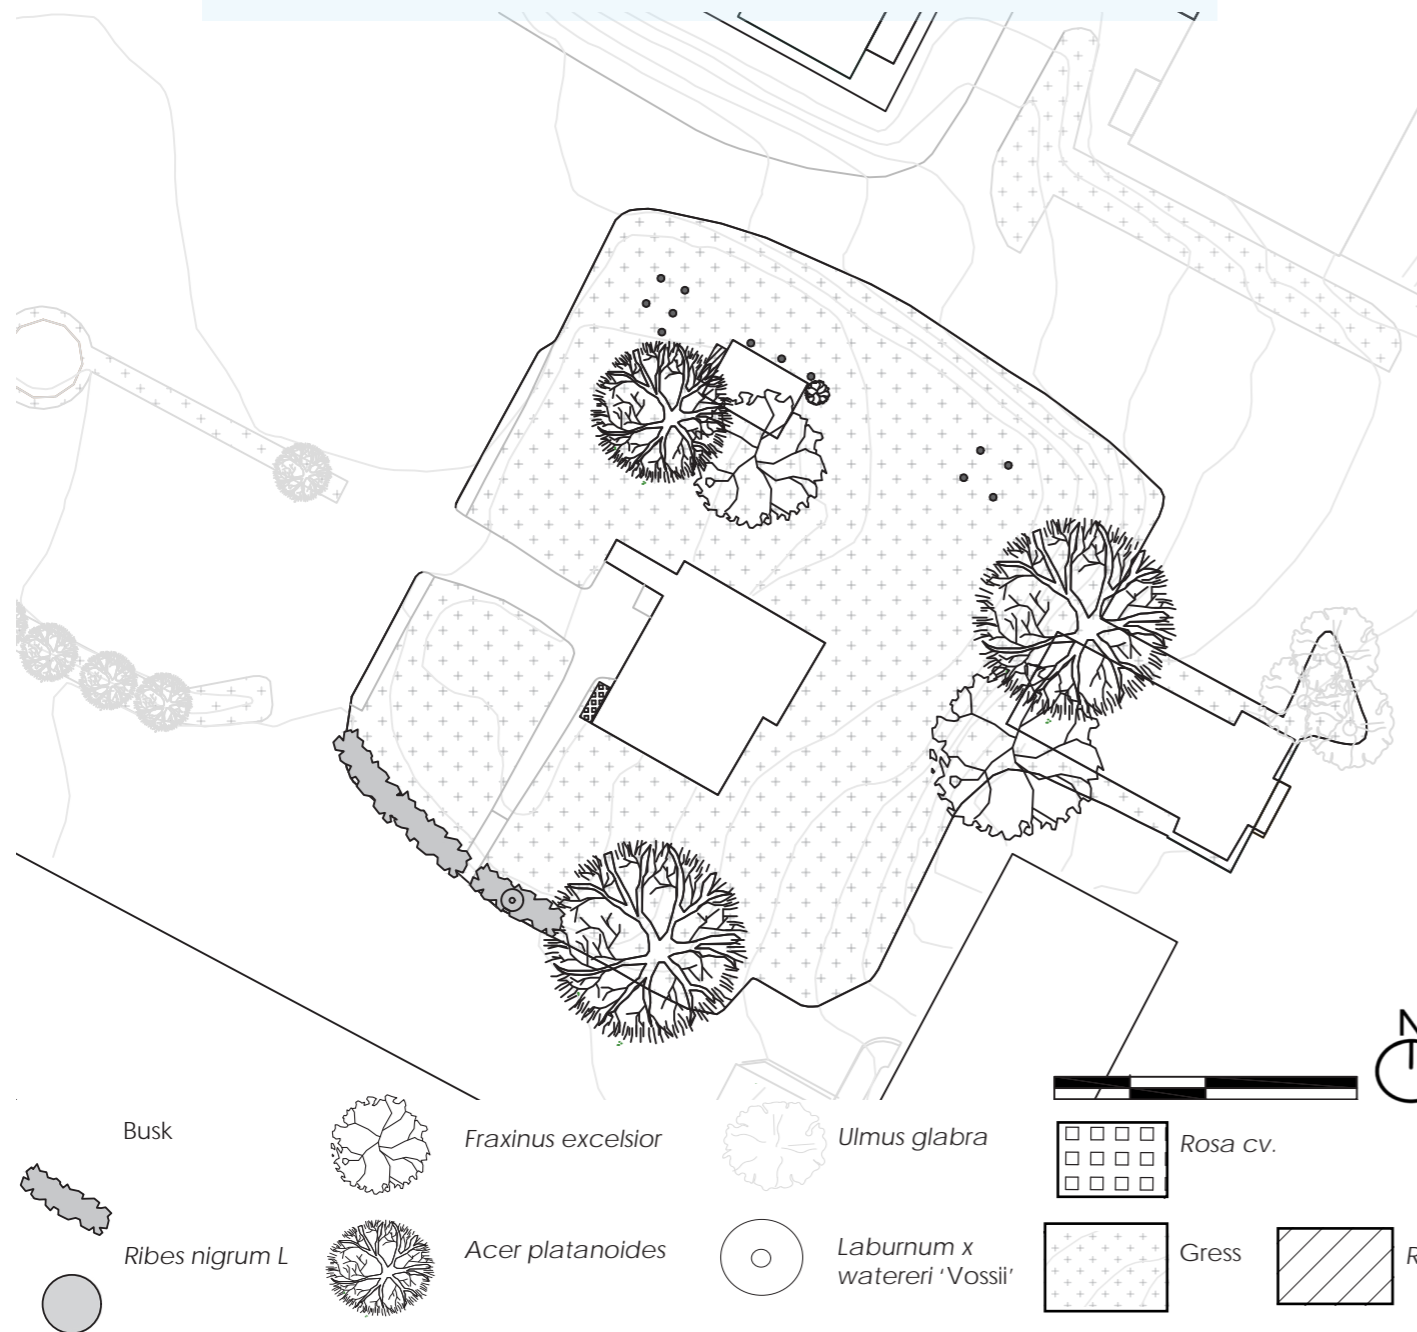 N
Busk
Fraxinus excelsior
Ulmus glabra
Rosa cv.
Ribes nigrum L
Acer platanoides
Laburnum x
watereri ‘Vossii’
Gress
R